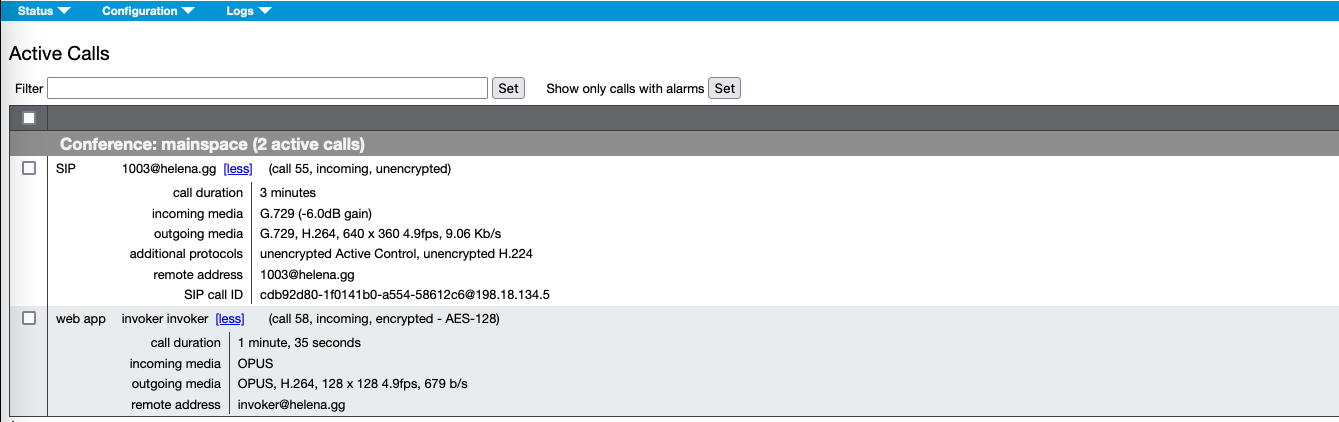 Status Configuration Logs
Active Calls
Filter Set Show only calls with alarms Set
Conference: mainspace (2 active calls)
SIP 1003@helena.gg [less] (call 55, incoming, unencrypted)
call duration 3 minutes
incoming media G.729 (-6.0dB gain)
outgoing media G.729, H.264, 640 x 360 4.9fps, 9.06 Kb/s
additional protocols unencrypted Active Control, unencrypted H.224
remote address 1003@helena.gg
SIP call ID cdb92d80-1f0141b0-a554-58612c6@198.18.134.5
web app invoker invoker [less] (call 58, incoming, encrypted - AES-128)
call duration 1 minute, 35 seconds
incoming media OPUS
outgoing media OPUS, H.264, 128 x 128 4.9fps, 679 b/s
remote address invoker@helena.gg